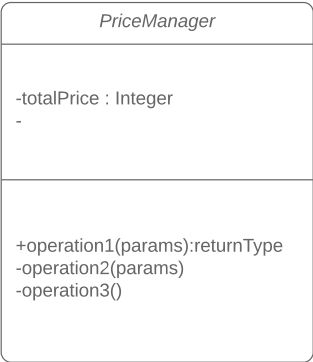 PriceManager
-totalPrice : Integer
-
+operation1(params):returnType
-operation2(params)
-operation3()